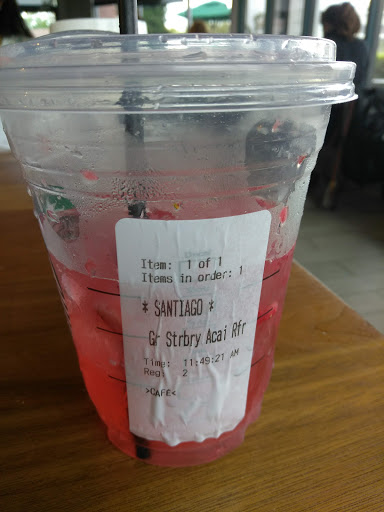 Item: 1 of 1
Items in order: 1
* SANTIAGO *
Gr Strbry Acai Rfr
Time: 11:49:21 AM
Reg: 2
>CAFE<